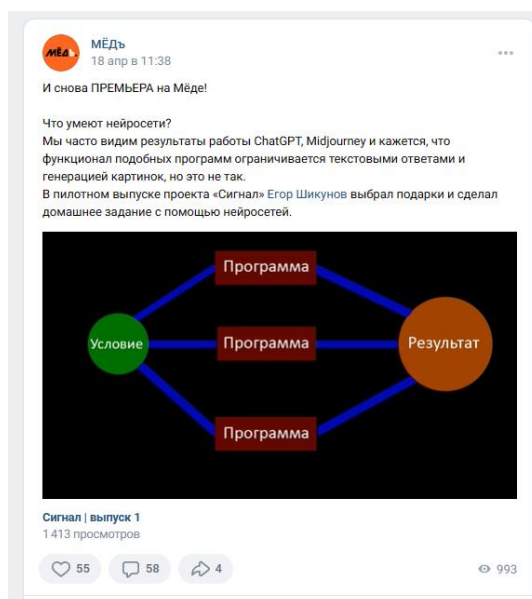 МЁДЪ.
МЁДЪ
18 апр в 11:38
И снова ПРЕМЬЕРА на Мёде!
Что умеют нейросети?
Мы часто видим результаты работы ChatGPT, Midjourney и кажется, что
функционал подобных программ ограничивается текстовыми ответами и
генерацией картинок, но это не так.
В пилотном выпуске проекта «Сигнал» Егор Шикунов выбрал подарки и сделал
домашнее задание с помощью нейросетей.
Программа
Условие
Программа
Результат
Программа
Сигнал | выпуск 1
1 413 просмотров
55
58
4
993